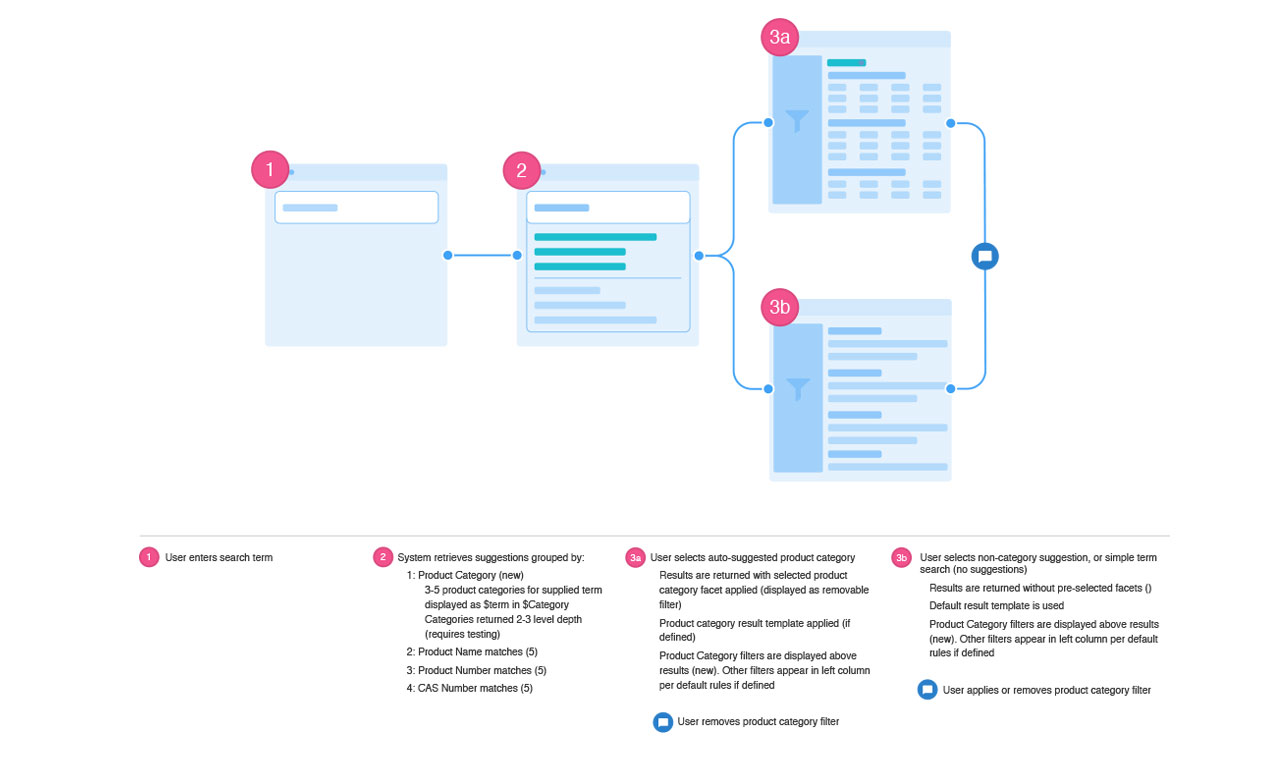 3a
1
2
3b
1 User enters search term
2 System retrieves suggestions grouped by:
1: Product Category (new)
3-5 product categories for supplied term
displayed as $term in $Category
Categories returned 2-3 level depth
(requires testing)
2: Product Name matches (5)
3: Product Number matches (5)
4: CAS Number matches (5)
3a User selects auto-suggested product category
Results are returned with selected product
category facet applied (displayed as removable
filter)
Product category result template applied (if
defined)
Product Category filters are displayed above
results (new). Other filters appear in left column
per default rules if defined
User removes product category filter
3b User selects non-category suggestion, or simple term
search (no suggestions)
Results are returned without pre-selected facets ()
Default result template is used
Product Category filters are displayed above results
(new). Other filters appear in left column per default
rules if defined
User applies or removes product category filter